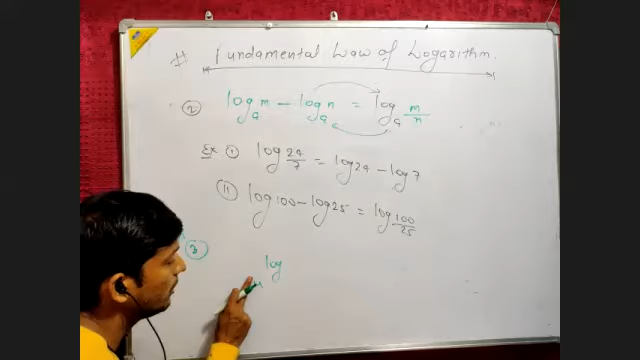 # Fundamental Law of Logarithm.
② logₐm − logₐn = logₐ m/n
Ex ① log 24/7 = log24 − log7
⑪ log100 − log25 = log 100/25
③ log